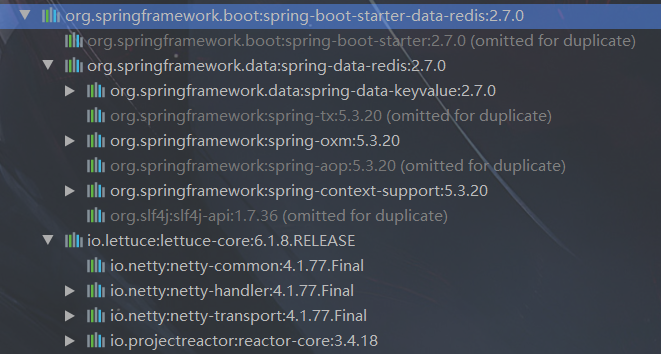 org.springframework.boot:spring-boot-starter-data-redis:2.7.0
org.springframework.boot:spring-boot-starter:2.7.0 (omitted for duplicate)
org.springframework.data:spring-data-redis:2.7.0
org.springframework.data:spring-data-keyvalue:2.7.0
org.springframework:spring-tx:5.3.20 (omitted for duplicate)
org.springframework:spring-oxm:5.3.20
org.springframework:spring-aop:5.3.20 (omitted for duplicate)
org.springframework:spring-context-support:5.3.20
org.slf4j:slf4j-api:1.7.36 (omitted for duplicate)
io.lettuce:lettuce-core:6.1.8.RELEASE
io.netty:netty-common:4.1.77.Final
io.netty:netty-handler:4.1.77.Final
io.netty:netty-transport:4.1.77.Final
io.projectreactor:reactor-core:3.4.18